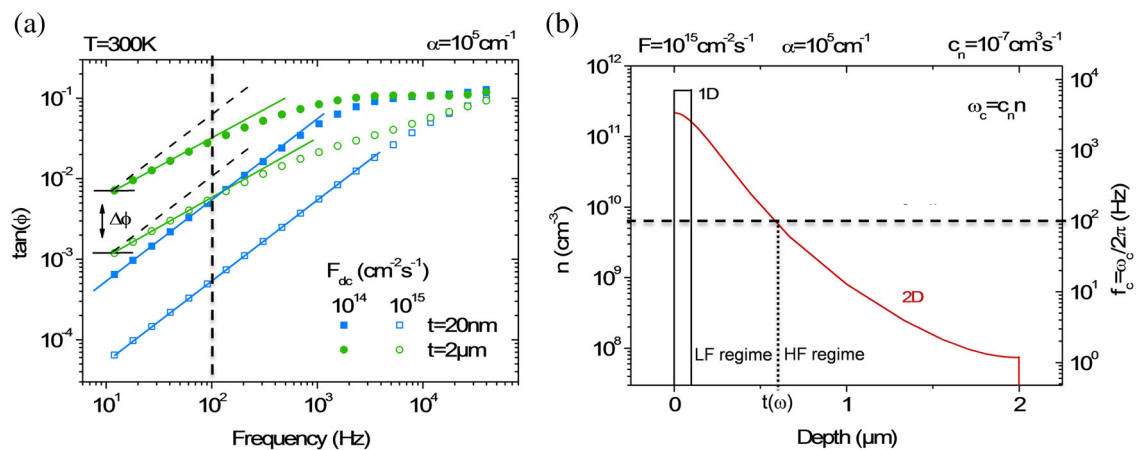 (a)
T=300K
α=10⁵cm⁻¹
tan(ϕ)
10⁻¹
10⁻²
10⁻³
10⁻⁴
Δϕ
F_dc (cm⁻²s⁻¹)
10¹⁴ 10¹⁵
t=20nm
t=2μm
10¹ 10² 10³ 10⁴
Frequency (Hz)
(b)
F=10¹⁵cm⁻²s⁻¹ α=10⁵cm⁻¹ c_n=10⁻⁷cm³s⁻¹
n (cm⁻³)
10¹²
10¹¹
10¹⁰
10⁹
10⁸
1D
ω_c=c_n n
2D
LF regime
HF regime
10⁴
10³
10²
10¹
10⁰
f_c=ω_c/2π (Hz)
0 t(ω) 1 2
Depth (μm)